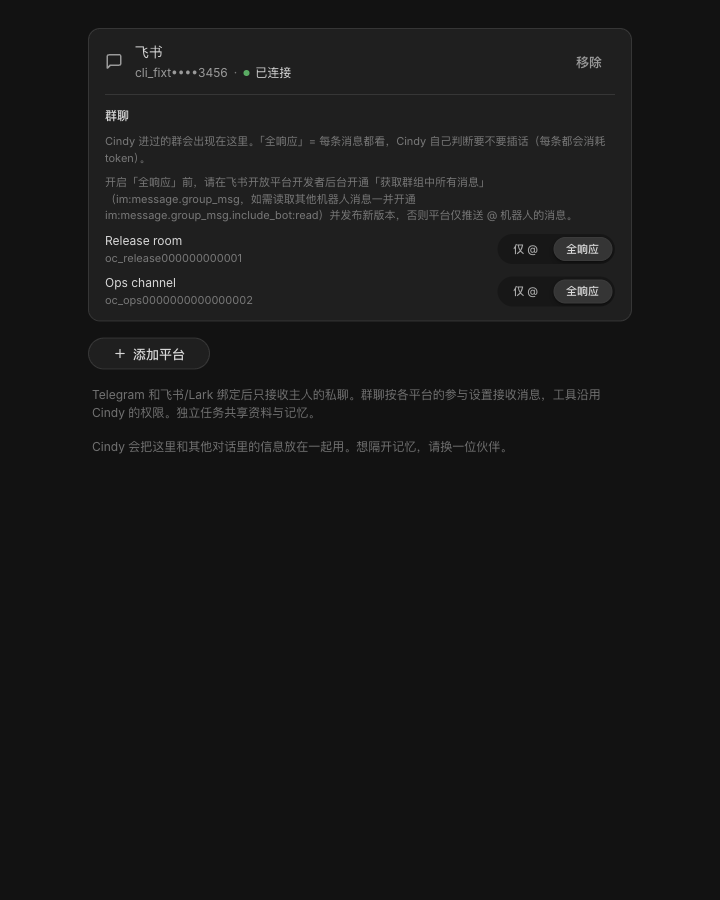 飞书
cli_fixt••••3456 · 已连接
移除
群聊
Cindy 进过的群会出现在这里。「全响应」= 每条消息都看，Cindy 自己判断要不要插话（每条都会消耗
token）。
开启「全响应」前，请在飞书开放平台开发者后台开通「获取群组中所有消息」
（im:message.group_msg，如需读取其他机器人消息一并开通
im:message.group_msg.include_bot:read）并发布新版本，否则平台仅推送 @ 机器人的消息。
Release room
oc_release000000000001
仅 @ 全响应
Ops channel
oc_ops0000000000000002
仅 @ 全响应
+ 添加平台
Telegram 和飞书/Lark 绑定后只接收主人的私聊。群聊按各平台的参与设置接收消息，工具沿用
Cindy 的权限。独立任务共享资料与记忆。
Cindy 会把这里和其他对话里的信息放在一起用。想隔开记忆，请换一位伙伴。